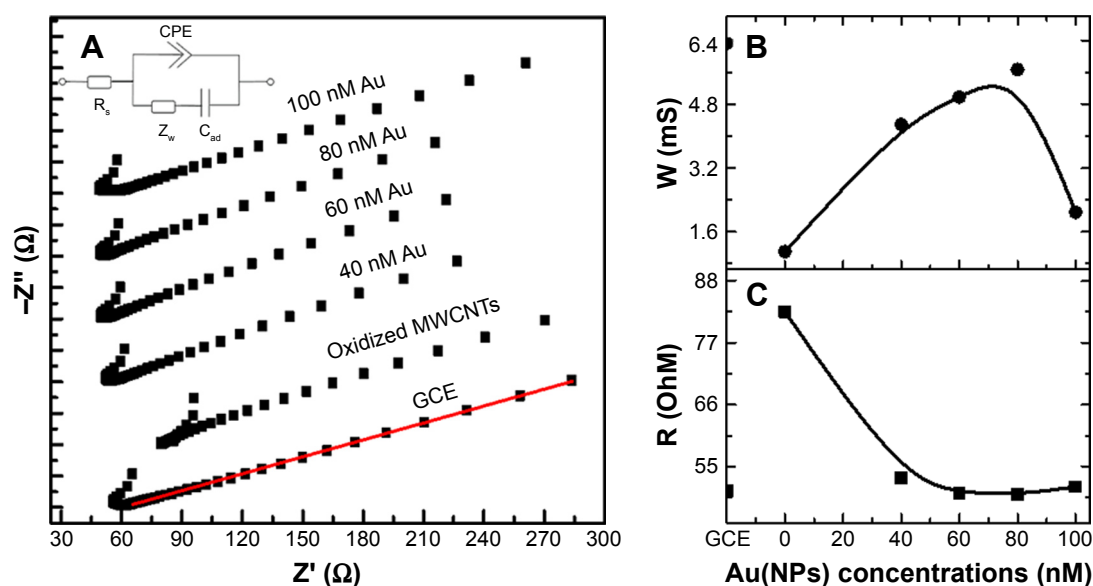 A
CPE
Rs
Zw
Cad
100 nM Au
80 nM Au
60 nM Au
40 nM Au
Oxidized MWCNTs
GCE
–Z'' (Ω)
30 60 90 120 150 180 210 240 270 300
Z' (Ω)
B
6.4
4.8
3.2
1.6
W (mS)
C
88
77
66
55
R (OhM)
GCE 0 20 40 60 80 100
Au(NPs) concentrations (nM)